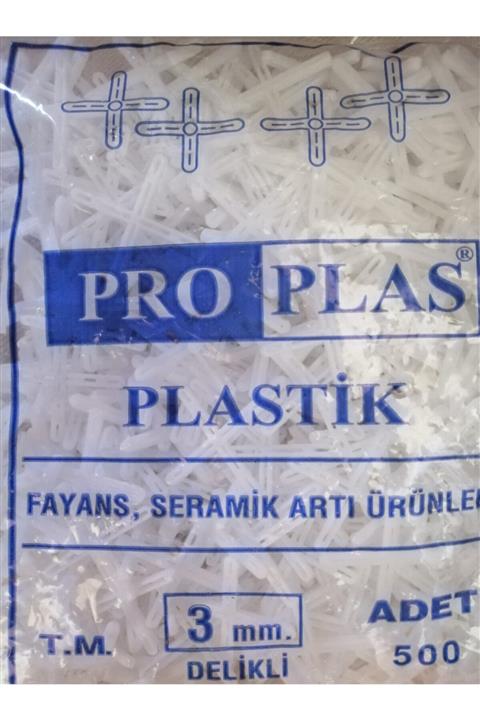 PRO PLAS®
PLASTİK
FAYANS, SERAMİK ARTI ÜRÜNLE
T.M.
3 mm.
DELİKLİ
ADET
500